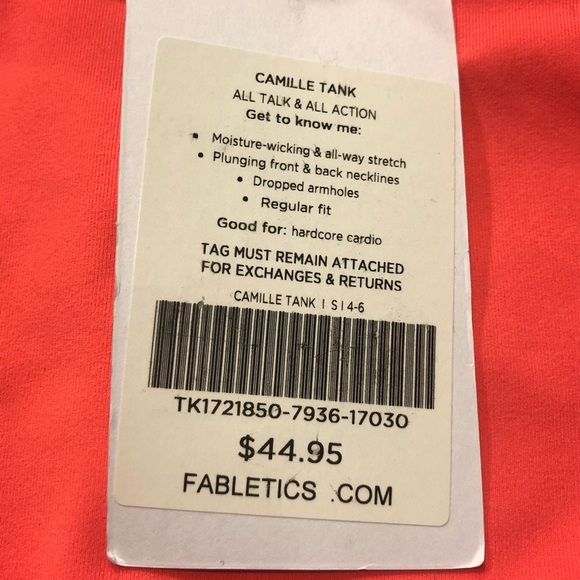 CAMILLE TANK
ALL TALK & ALL ACTION
Get to know me:
• Moisture-wicking & all-way stretch
• Plunging front & back necklines
• Dropped armholes
• Regular fit
Good for: hardcore cardio
TAG MUST REMAIN ATTACHED
FOR EXCHANGES & RETURNS
CAMILLE TANK | S | 4-6
TK1721850-7936-17030
$44.95
FABLETICS .COM